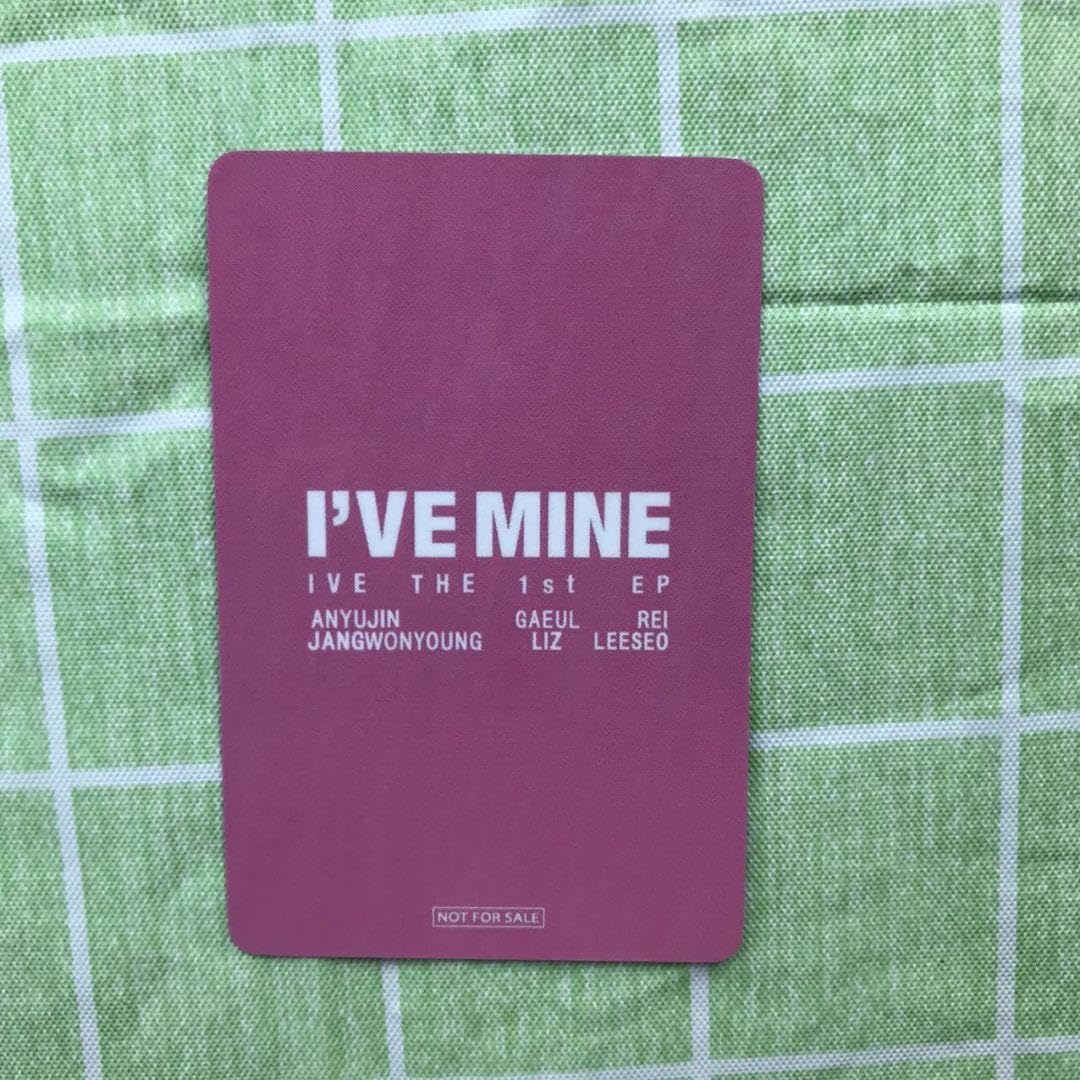 I'VE MINE
IVE THE 1st EP
ANYUJIN GAEUL REI
JANGWONYOUNG LIZ LEESEO
NOT FOR SALE